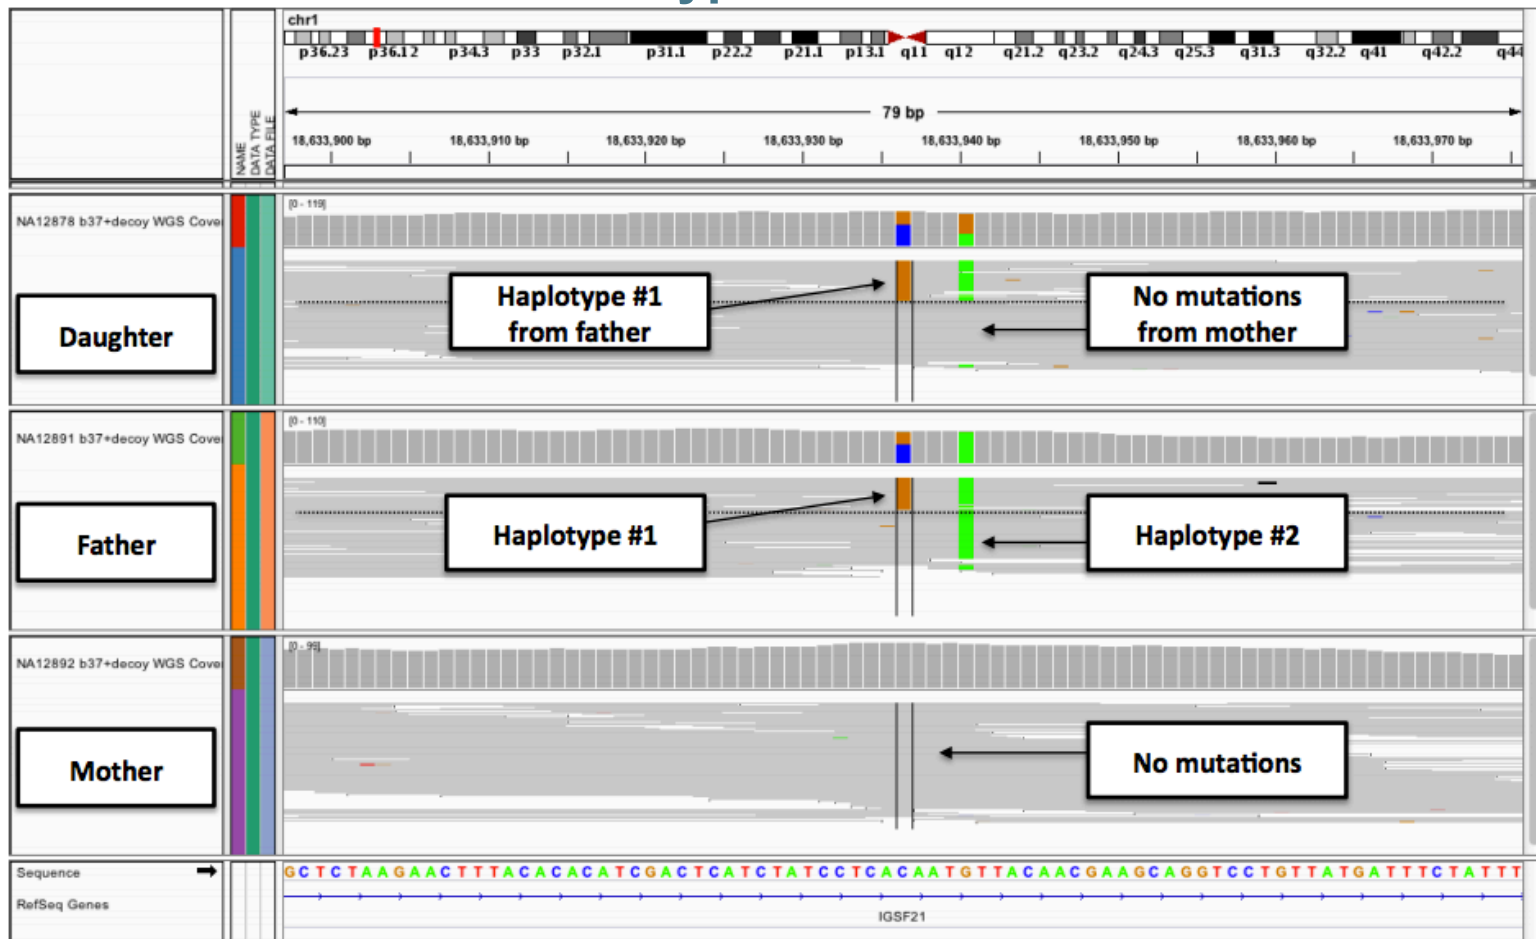 chr1
p36.23 p36.12 p34.3 p33 p32.1 p31.1 p22.2 p21.1 p13.1 q11 q12 q21.2 q23.2 q24.3 q25.3 q31.3 q32.2 q41 q42.2 q44
79 bp
18,633,900 bp 18,633,910 bp 18,633,920 bp 18,633,930 bp 18,633,940 bp 18,633,950 bp 18,633,960 bp 18,633,970 bp
NAME
DATA TYPE
DATA FILE
NA12878 b37+decoy WGS Cove
[0 - 119]
Daughter
Haplotype #1
from father
No mutations
from mother
NA12891 b37+decoy WGS Cove
[0 - 110]
Father
Haplotype #1
Haplotype #2
NA12892 b37+decoy WGS Cove
[0 - 99]
Mother
No mutations
Sequence
G C T C T A A G A A C T T T A C A C A C A T C G A C T C A T C T A T C C T C A C A A T G T T A C A A C G A A G C A G G T C C T G T T A T G A T T T C T A T T T
RefSeq Genes
IGSF21